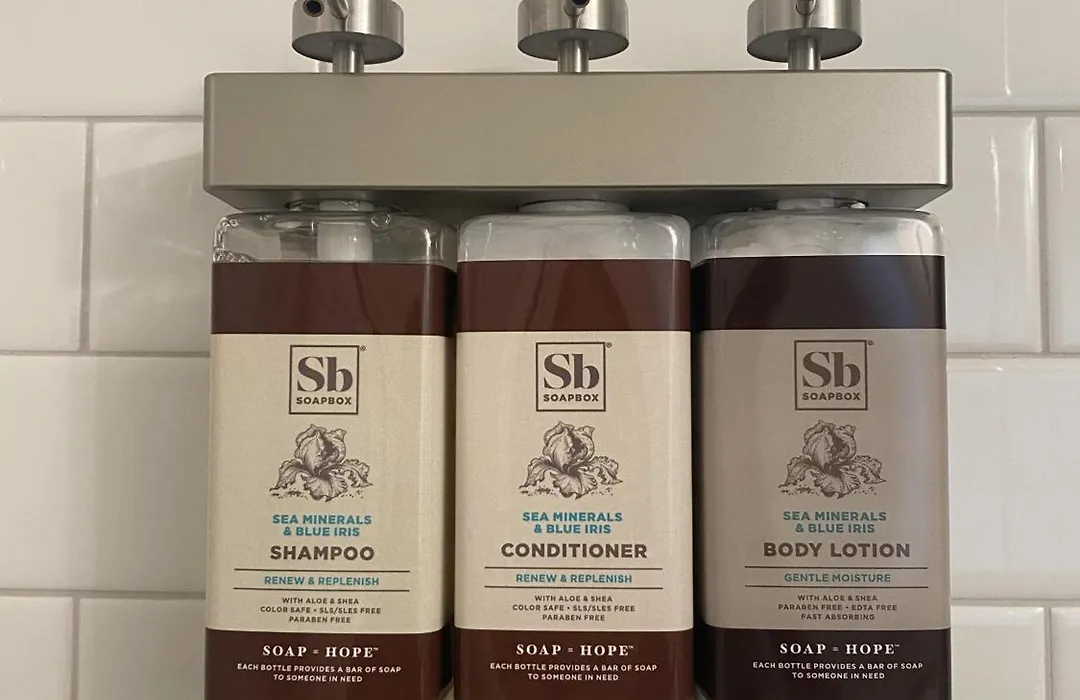 Sb®
SOAPBOX
SEA MINERALS
& BLUE IRIS
SHAMPOO
RENEW & REPLENISH
WITH ALOE & SHEA
COLOR SAFE • SLS/SLES FREE
PARABEN FREE
SOAP = HOPE™
EACH BOTTLE PROVIDES A BAR OF SOAP
TO SOMEONE IN NEED
Sb®
SOAPBOX
SEA MINERALS
& BLUE IRIS
CONDITIONER
RENEW & REPLENISH
WITH ALOE & SHEA
COLOR SAFE • SLS/SLES FREE
PARABEN FREE
SOAP = HOPE™
EACH BOTTLE PROVIDES A BAR OF SOAP
TO SOMEONE IN NEED
Sb®
SOAPBOX
SEA MINERALS
& BLUE IRIS
BODY LOTION
GENTLE MOISTURE
WITH ALOE & SHEA
PARABEN FREE • EDTA FREE
FAST ABSORBING
SOAP = HOPE™
EACH BOTTLE PROVIDES A BAR OF SOAP
TO SOMEONE IN NEED